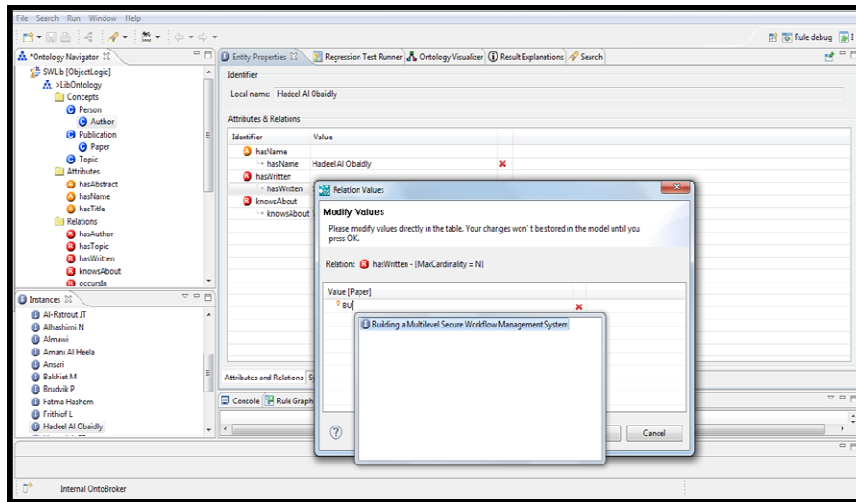 File Search Run Window Help
Rule debug
*Ontology Navigator
SWLib [ObjectLogic]
>LibOntology
Concepts
Person
Author
Publication
Paper
Topic
Attributes
hasAbstract
hasName
hasTitle
Relations
hasAuthor
hasTopic
hasWritten
knowsAbout
occursIn
Instances
Al-Ratrout JT
Alhashimi N
Almawi
Amani Al Heela
Ansari
Bakhiet M
Brudvik P
Fatma Hashem
Frithiof L
Hadeel Al Obaidly
Entity Properties Regression Test Runner Ontology Visualizer Result Explanations Search
Identifier
Local name: Hadeel Al Obaidly
Attributes & Relations
Identifier Value
hasName
hasName Hadeel Al Obaidly
hasWritten
hasWritten
knowsAbout
knowsAbout
Attributes and Relations
Console Rule Graph
Relation Values
Modify Values
Please modify values directly in the table. Your changes won't be stored in the model until you
press OK.
Relation: R hasWritten - [MaxCardinality = N]
Value [Paper]
BU
Building a Multilevel Secure Workflow Management System
Cancel
Internal OntoBroker